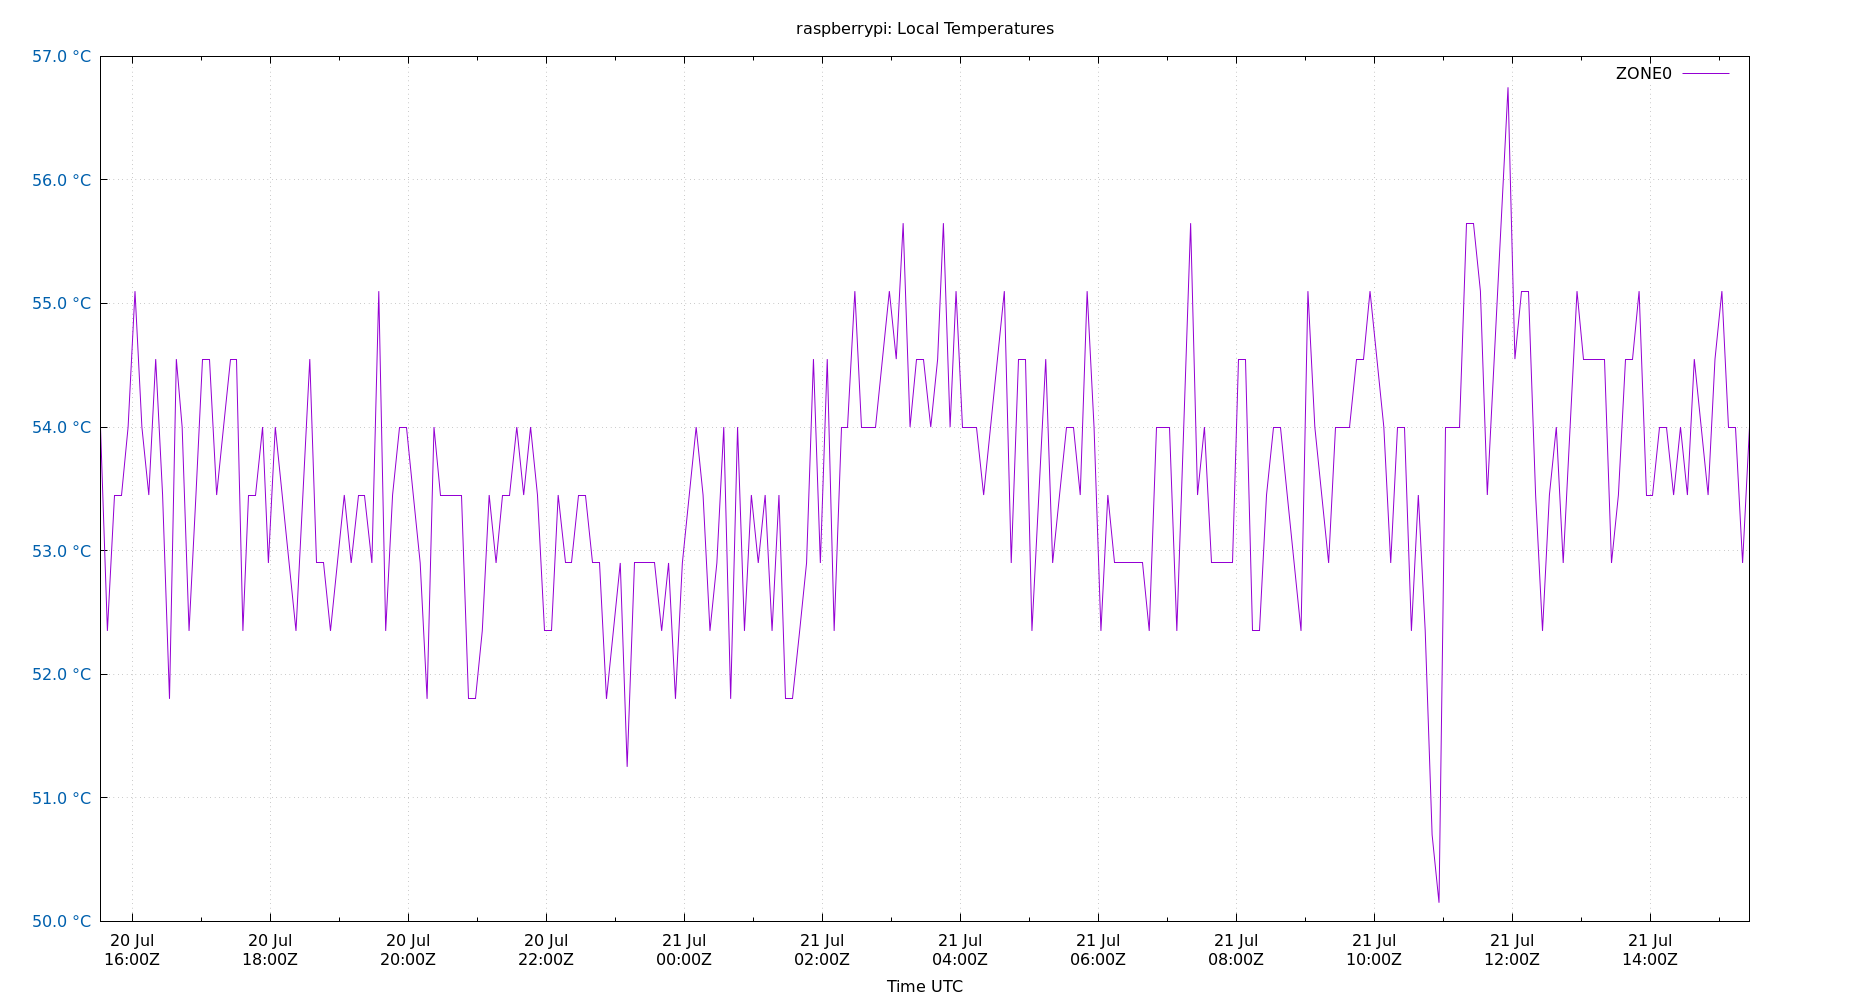 raspberrypi: Local Temperatures
57.0 °C
ZONE0
56.0 °C
55.0 °C
54.0 °C
53.0 °C
52.0 °C
51.0 °C
50.0 °C
20 Jul 20 Jul 20 Jul 20 Jul 21 Jul 21 Jul 21 Jul 21 Jul 21 Jul 21 Jul 21 Jul 21 Jul
16:00Z 18:00Z 20:00Z 22:00Z 00:00Z 02:00Z 04:00Z 06:00Z 08:00Z 10:00Z 12:00Z 14:00Z
Time UTC